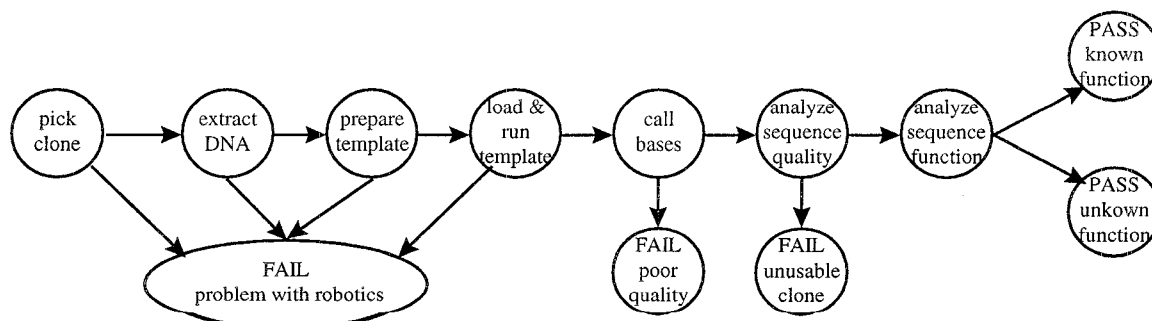 pick
clone
extract
DNA
prepare
template
load &
run
template
call
bases
analyze
sequence
quality
analyze
sequence
function
PASS
known
function
PASS
unkown
function
FAIL
problem with robotics
FAIL
poor
quality
FAIL
unusable
clone